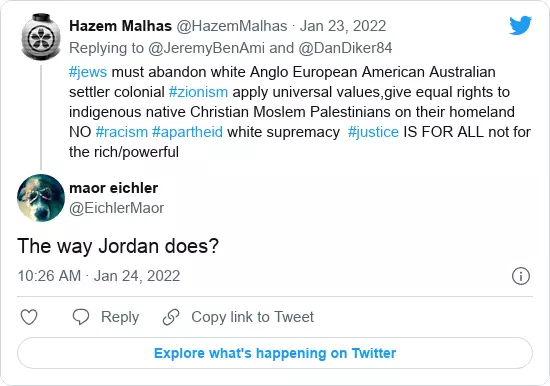 Hazem Malhas @HazemMalhas · Jan 23, 2022
Replying to @JeremyBenAmi and @DanDiker84
#jews must abandon white Anglo European American Australian
settler colonial #zionism apply universal values,give equal rights to
indigenous native Christian Moslem Palestinians on their homeland
NO #racism #apartheid white supremacy #justice IS FOR ALL not for
the rich/powerful
maor eichler
@EichlerMaor
The way Jordan does?
10:26 AM · Jan 24, 2022
Reply Copy link to Tweet
Explore what's happening on Twitter